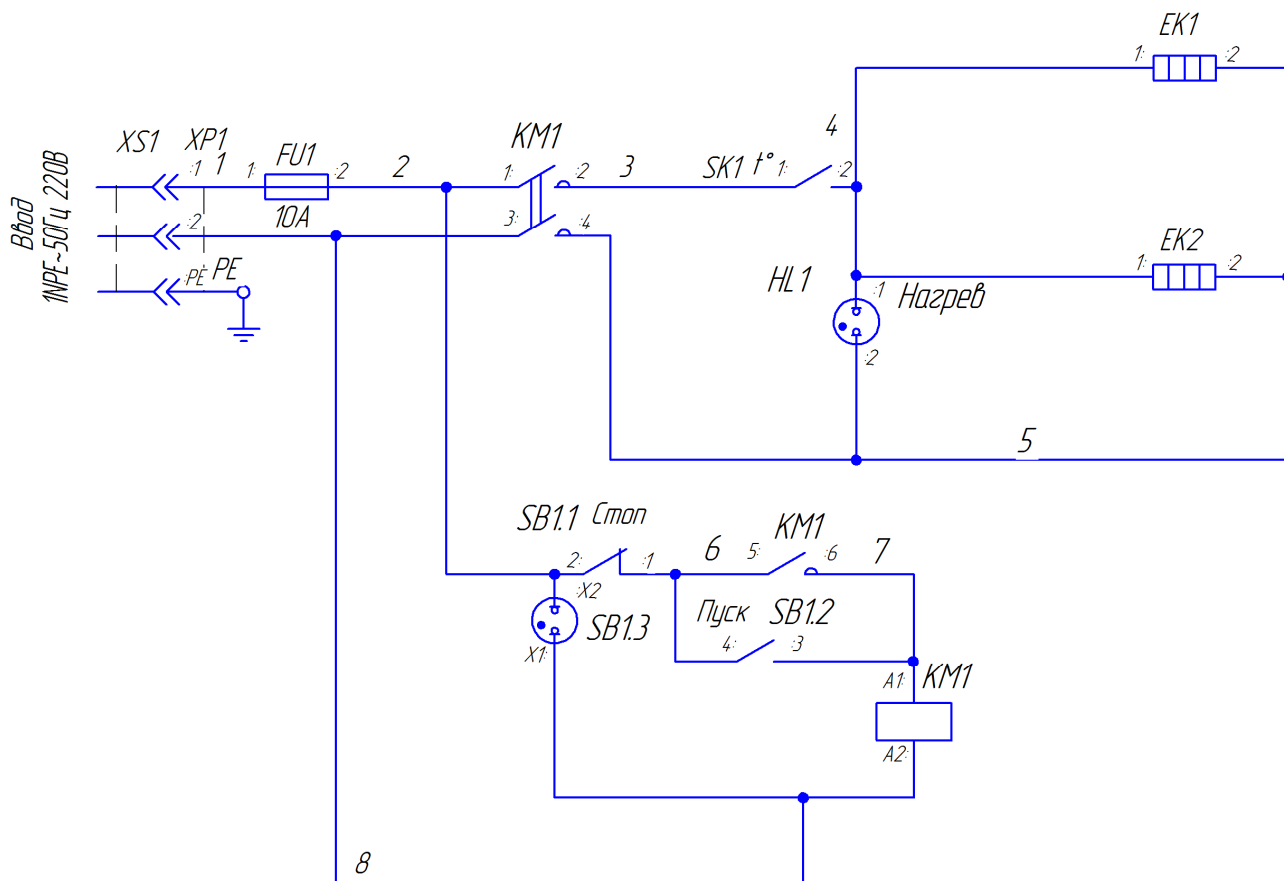 EK1
1: :2
4
XS1 XP1 KM1
:1 1 1: FU1 :2 2 1: :2 3 SK1 t° 1: :2
10A
:2 3: :4
Ввод
1NPE~50Гц 220В
:PE PE
EK2
1: :2
HL1 :1 Нагрев
:2
5
SB1.1 Стоп KM1
2: :1 6 5: :6 7
:X2
Пуск SB1.2
SB1.3 4: :3
X1:
A1: KM1
A2:
8